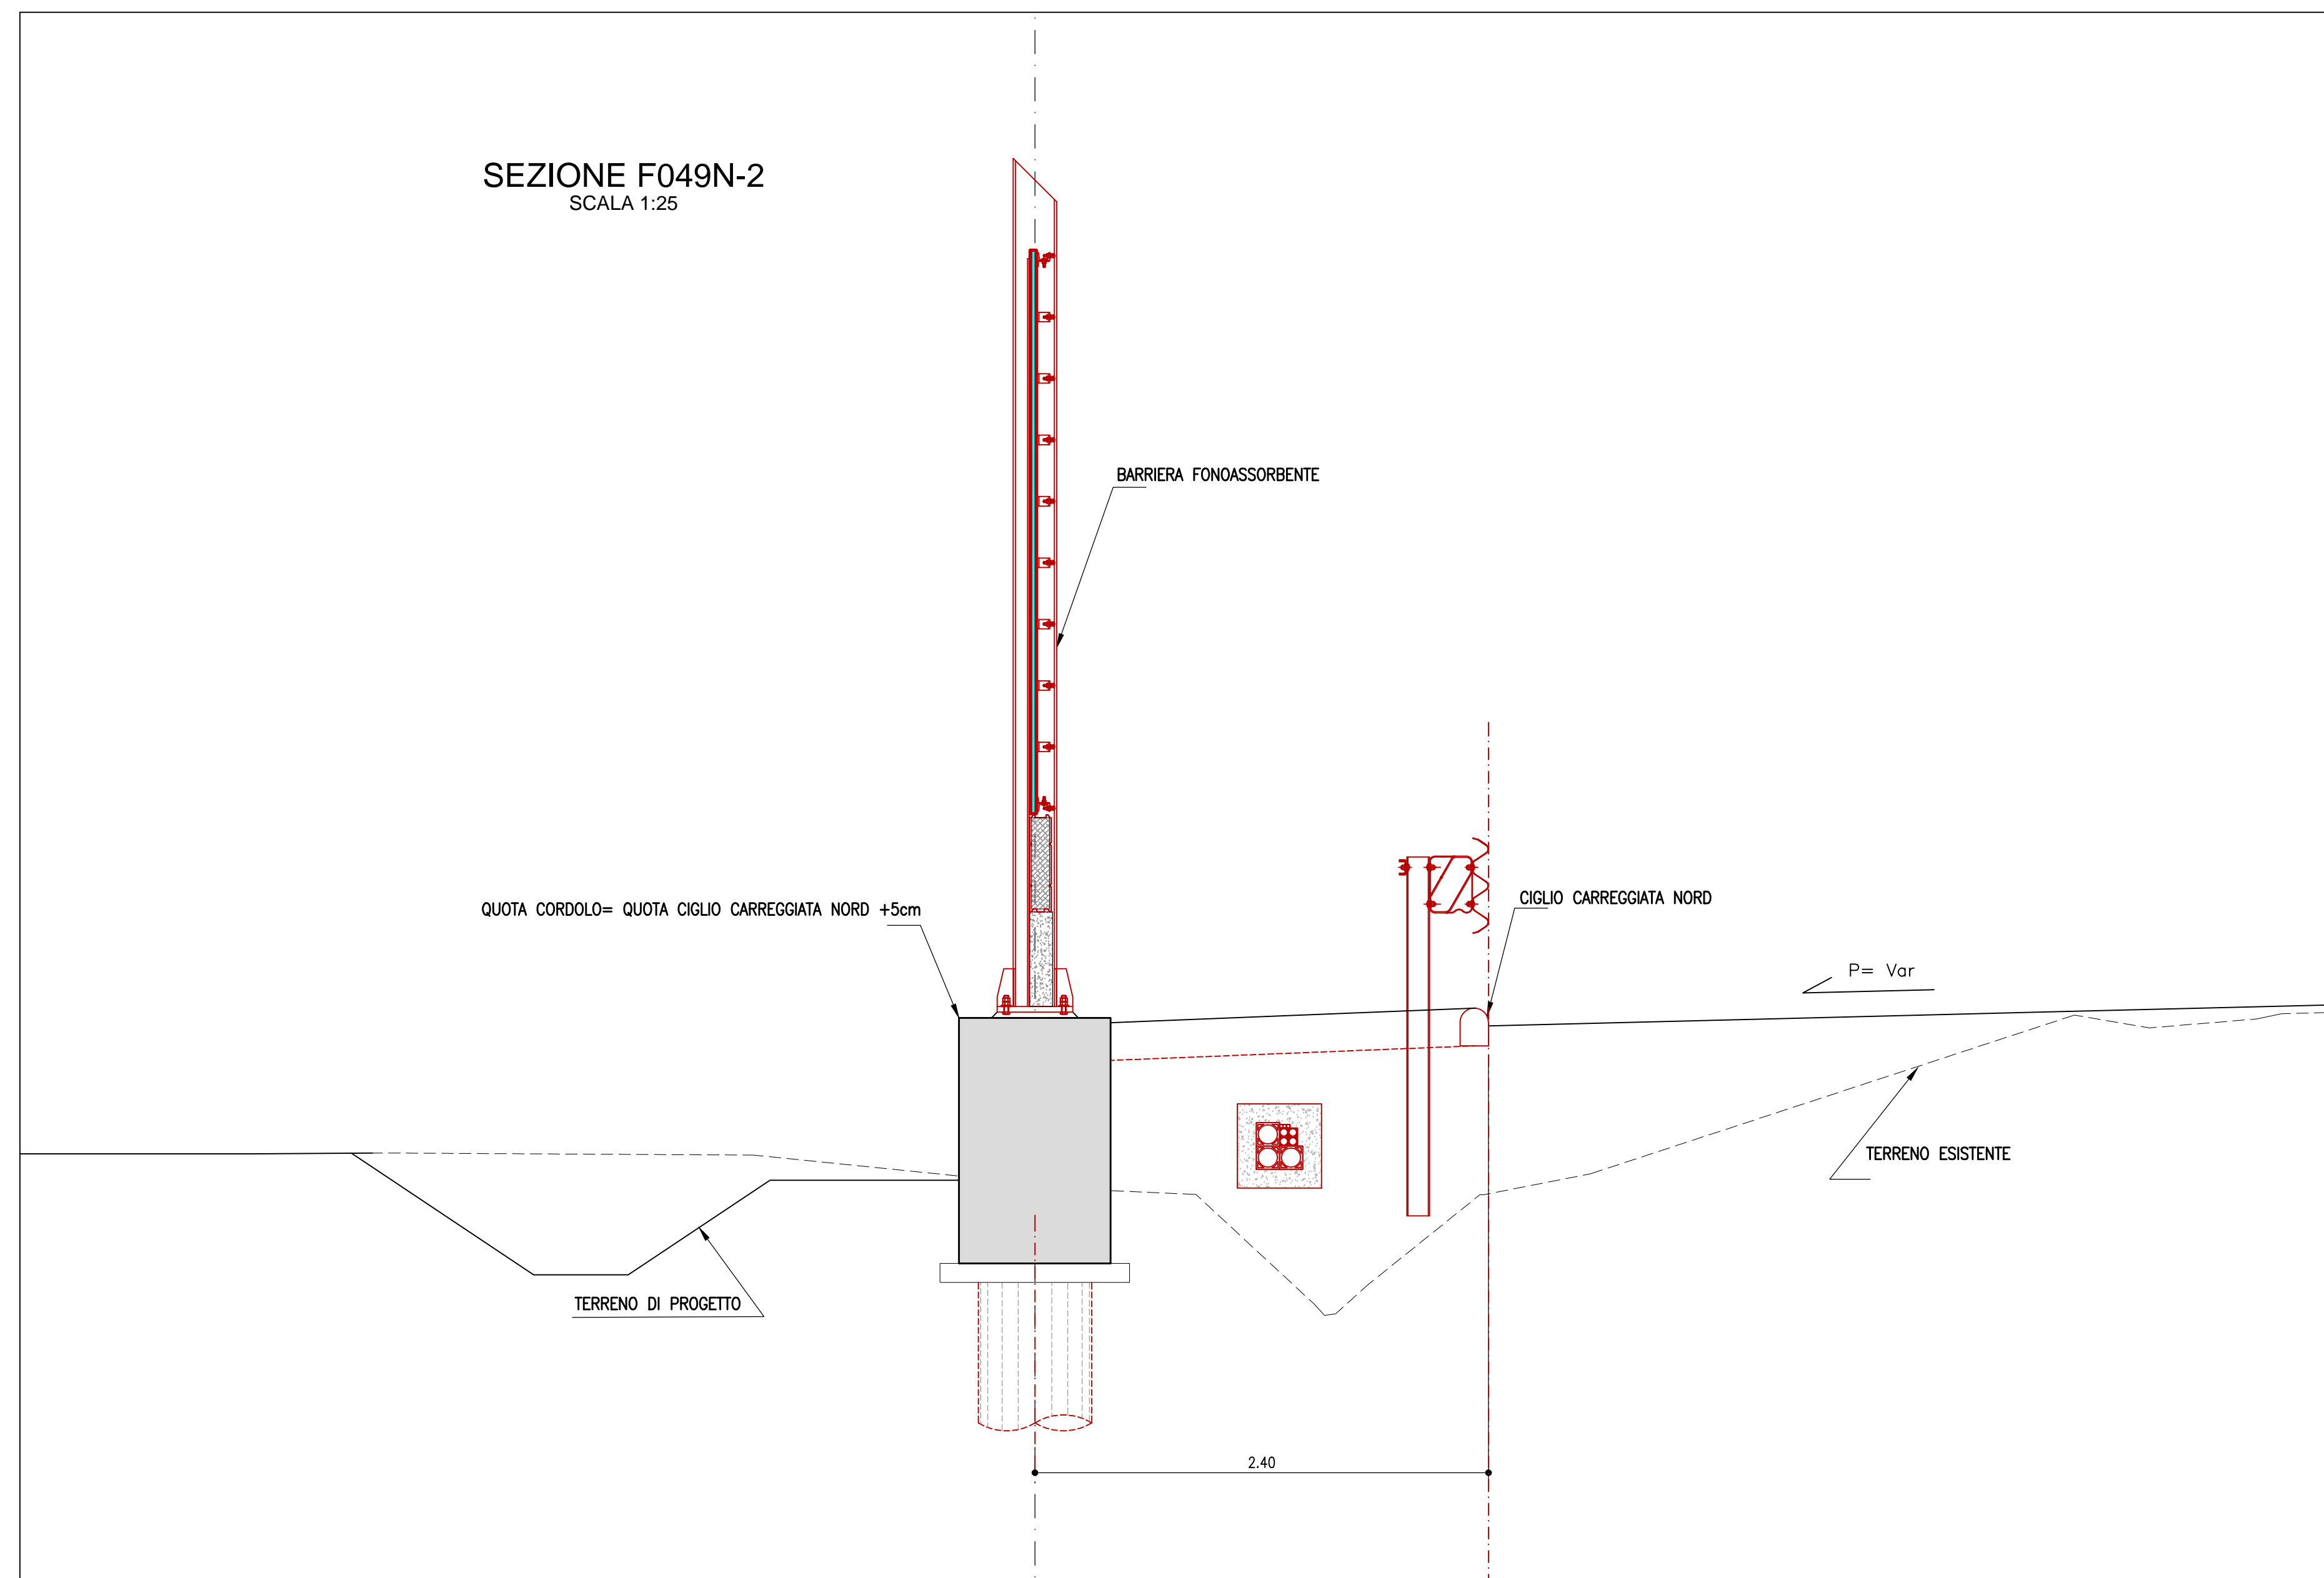 SEZIONE F049N-2
SCALA 1:25
BARRIERA FONOASSORBENTE
QUOTA CORDOLO= QUOTA CIGLIO CARREGGIATA NORD +5cm
CIGLIO CARREGGIATA NORD
P= Var
TERRENO ESISTENTE
TERRENO DI PROGETTO
2.40